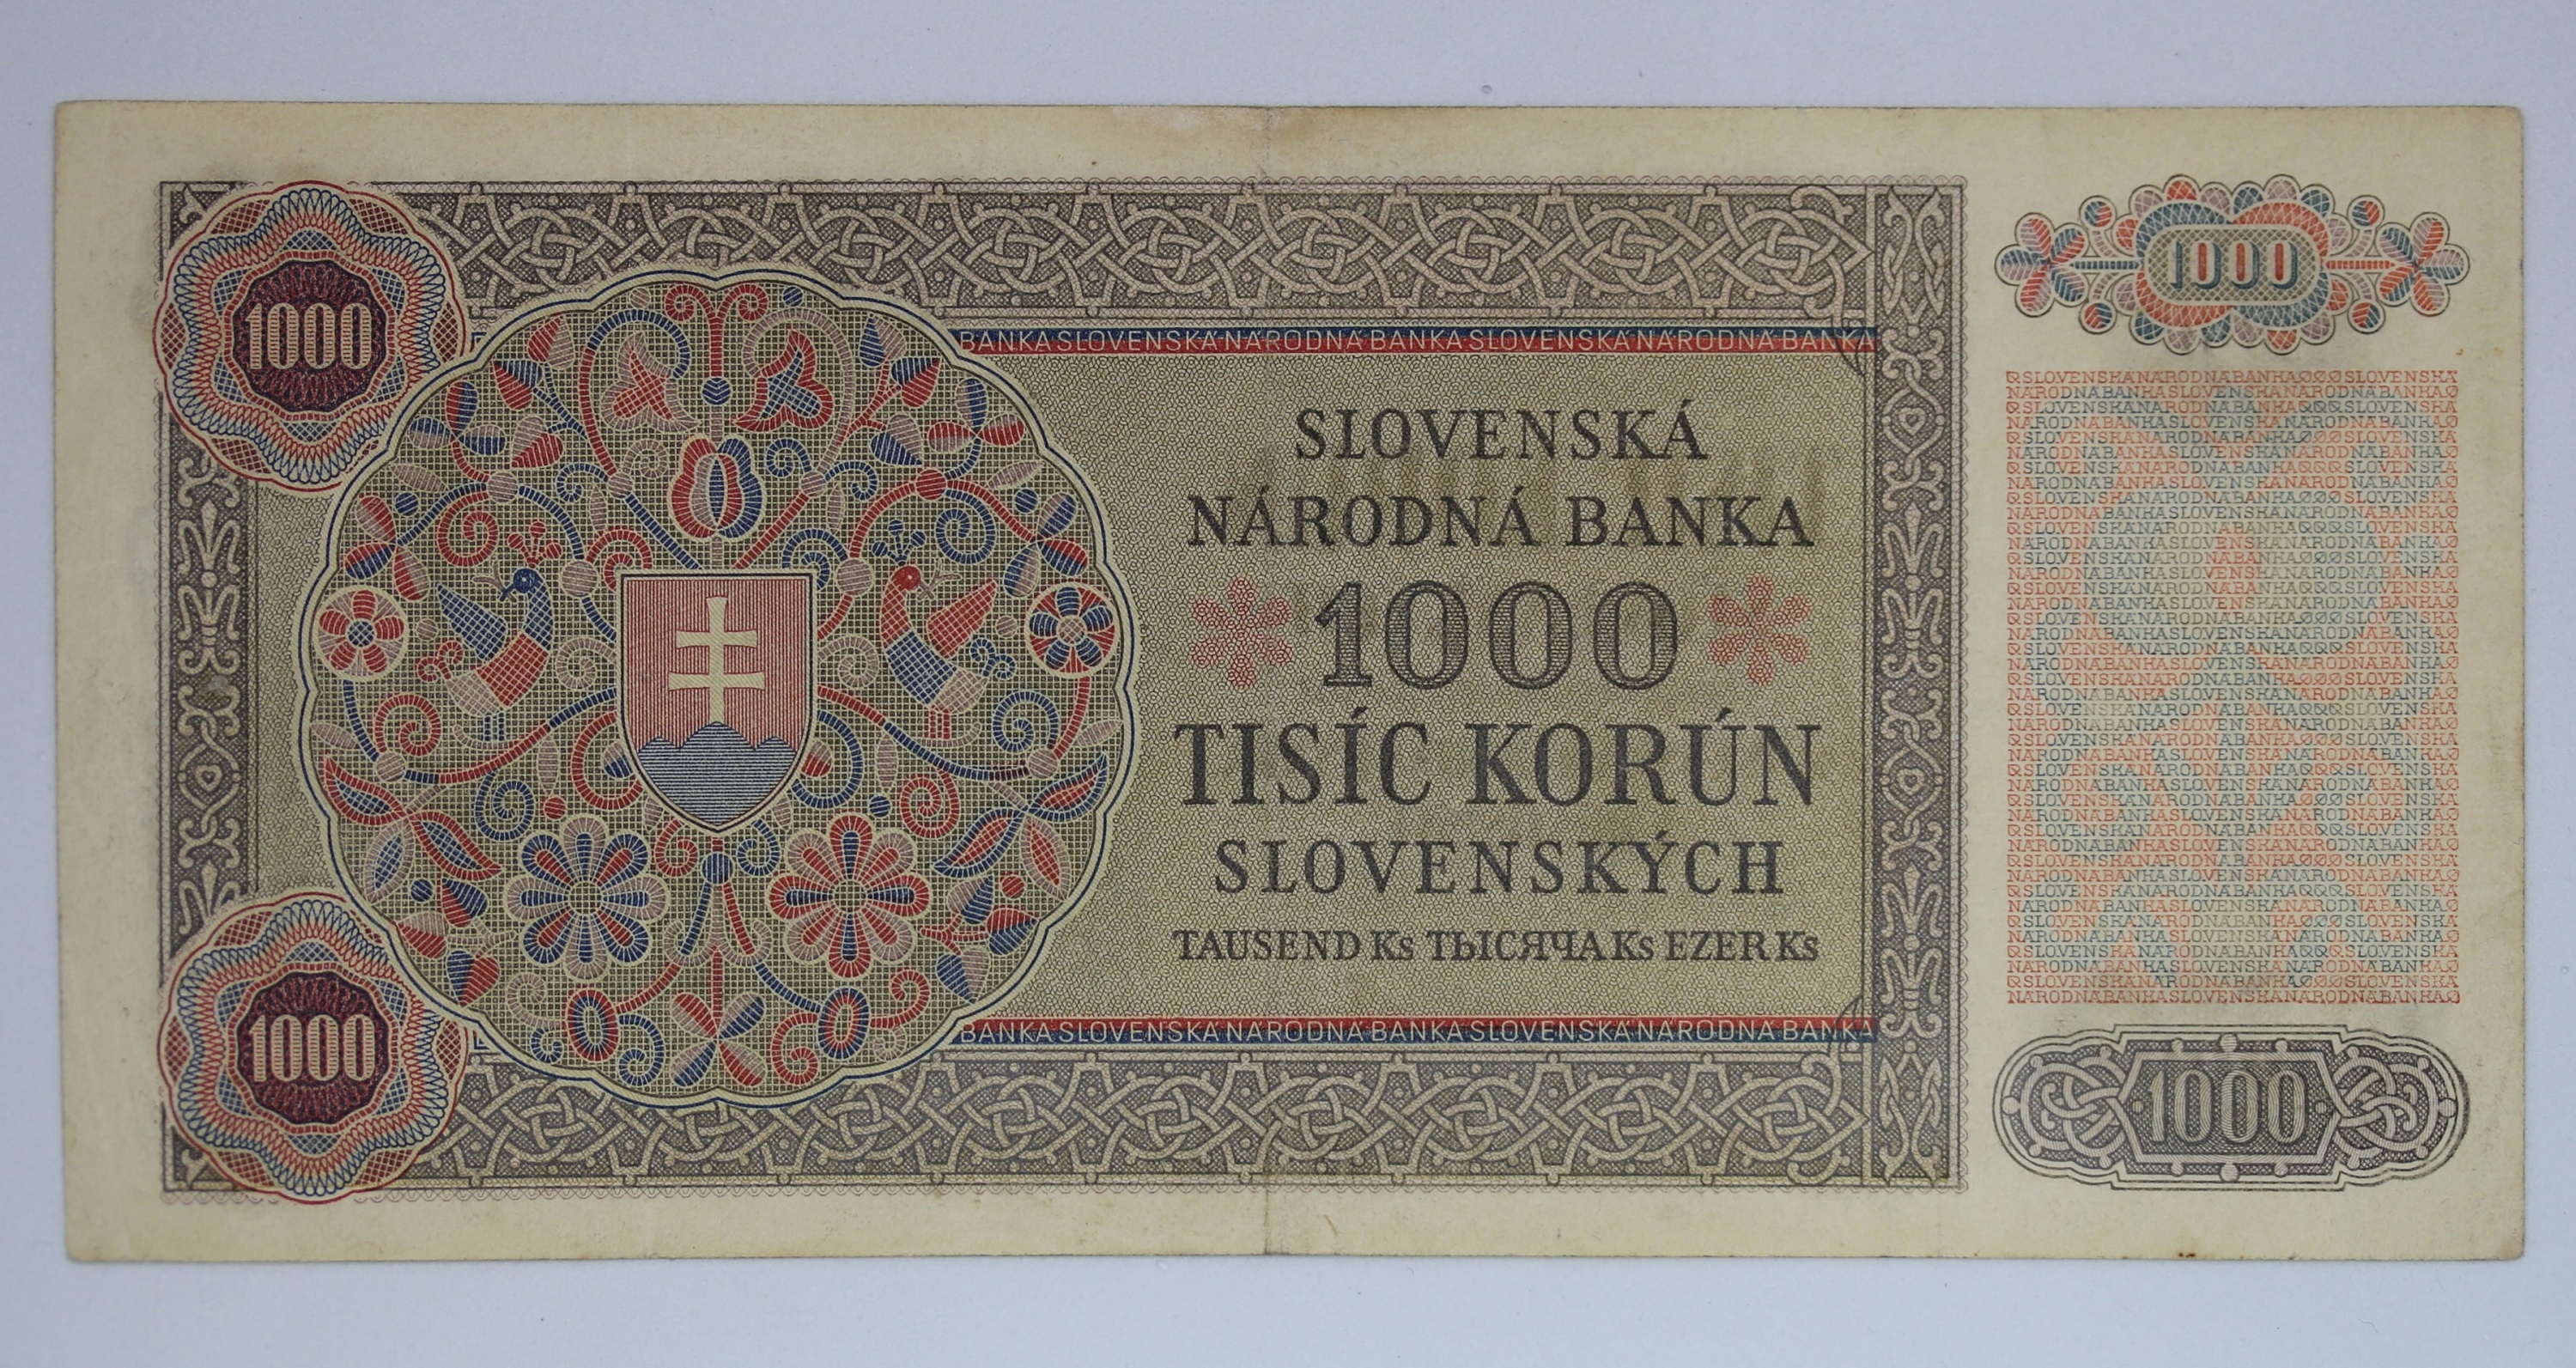 1000
1000
BANKA SLOVENSKÁ·NÁRODNÁ·BANKA SLOVENSKÁ·NÁRODNÁ·BANKA
SLOVENSKÁ
NÁRODNÁ BANKA
1000
TISÍC KORÚN
SLOVENSKÝCH
TAUSEND Ks ТЫСЯЧА Ks EZER Ks
BANKA SLOVENSKÁ·NÁRODNÁ·BANKA SLOVENSKÁ·NÁRODNÁ·BANKA
1000
1000